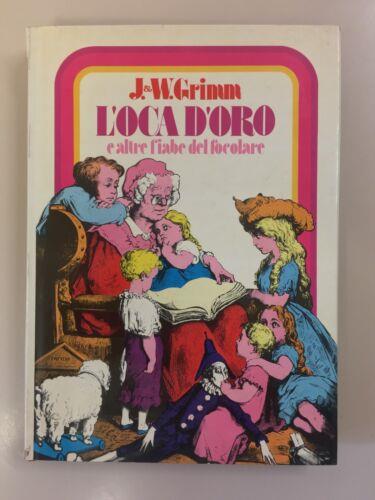 J.&W.Grimm
L'OCA D'ORO
e altre fiabe del focolare